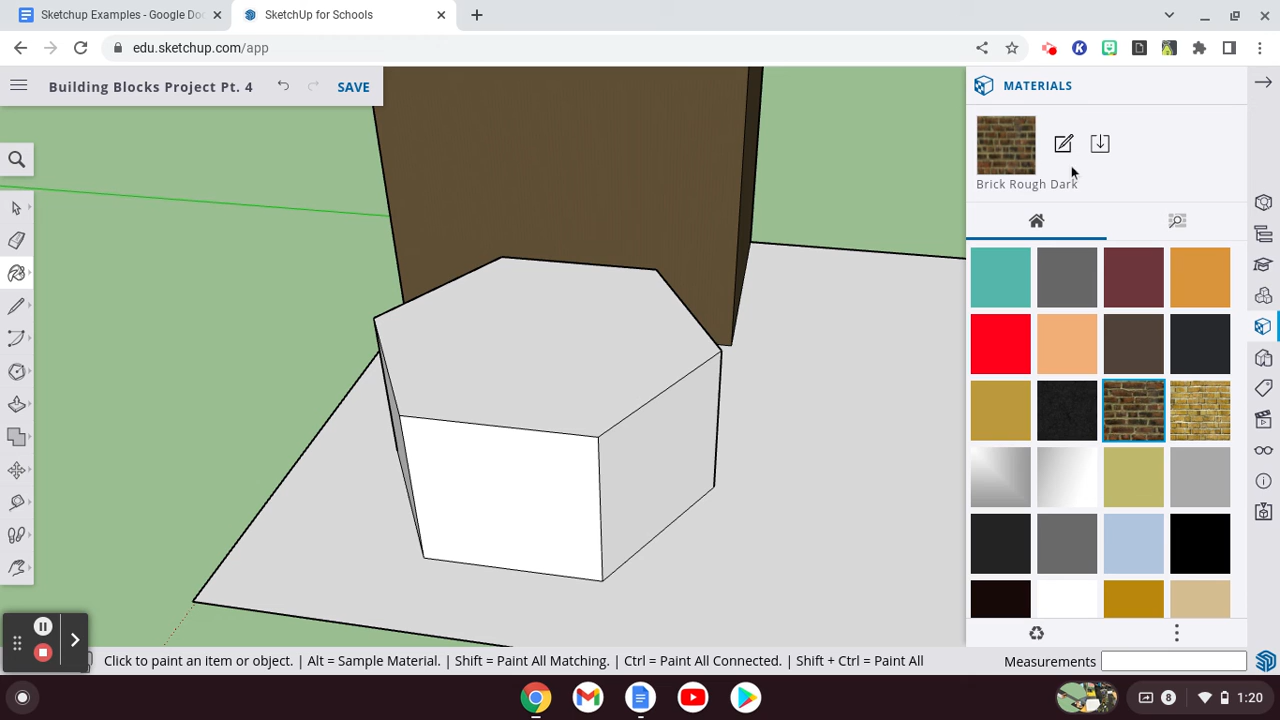 Sketchup Examples - Google Do
SketchUp for Schools
edu.sketchup.com/app
Building Blocks Project Pt. 4
SAVE
MATERIALS
Brick Rough Dark
Click to paint an item or object. | Alt = Sample Material. | Shift = Paint All Matching. | Ctrl = Paint All Connected. | Shift + Ctrl = Paint All
Measurements
8
1:20